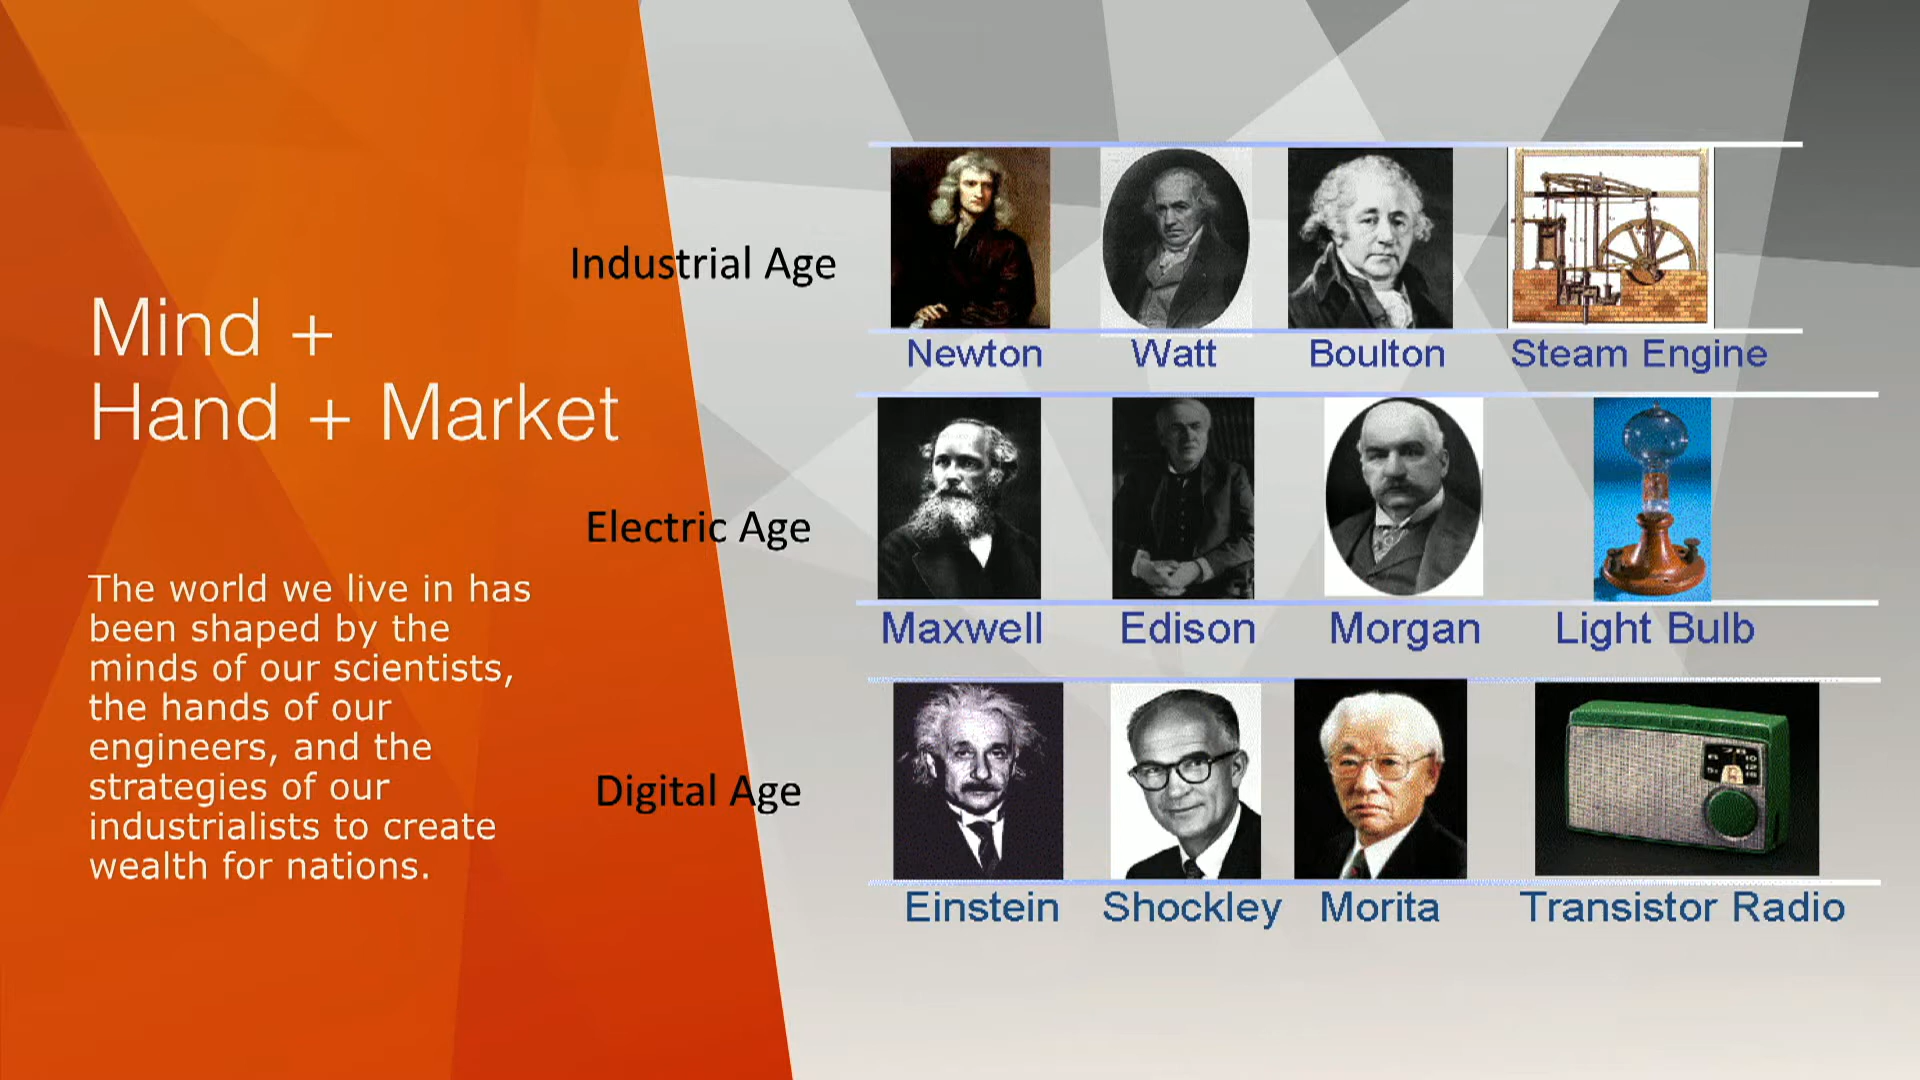 Mind +
Hand + Market
The world we live in has
been shaped by the
minds of our scientists,
the hands of our
engineers, and the
strategies of our
industrialists to create
wealth for nations.
Industrial Age
Newton Watt Boulton Steam Engine
Electric Age
Maxwell Edison Morgan Light Bulb
Digital Age
Einstein Shockley Morita Transistor Radio